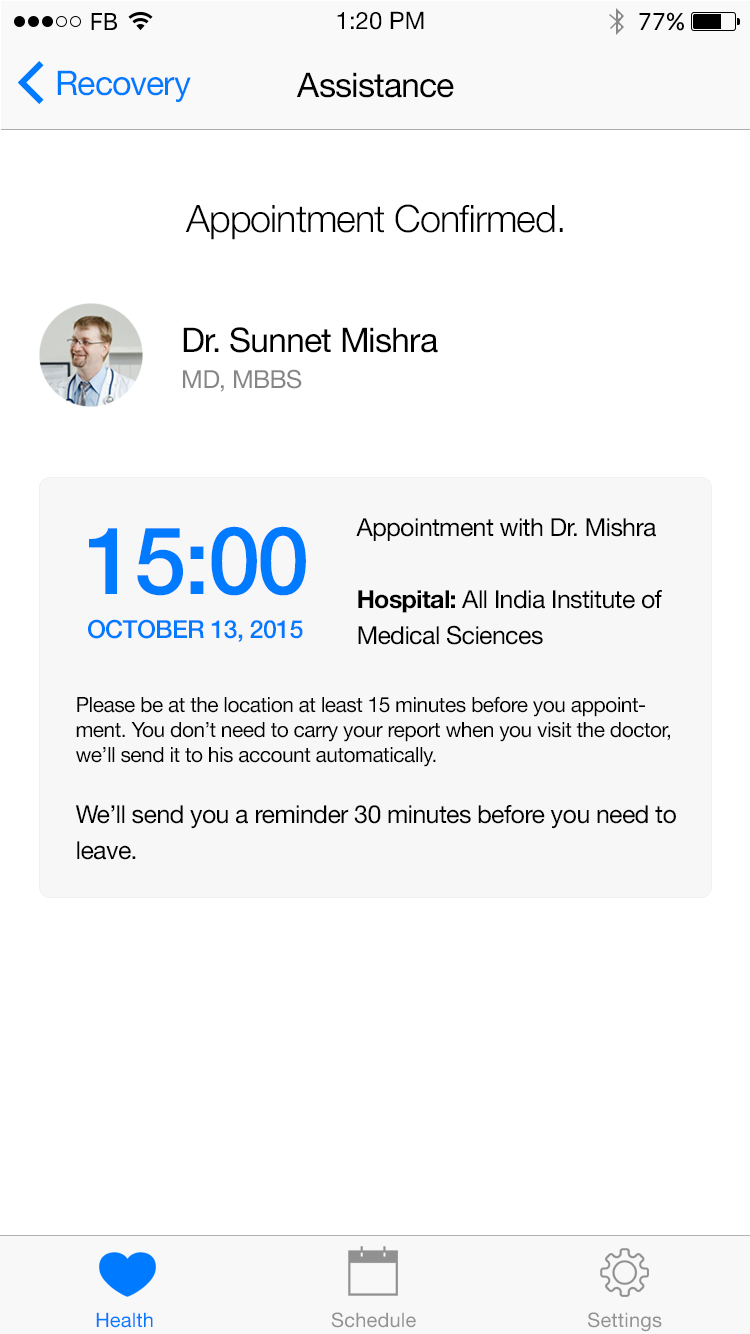 FB 1:20 PM 77%
Recovery Assistance
Appointment Confirmed.
Dr. Sunnet Mishra
MD, MBBS
15:00
OCTOBER 13, 2015
Appointment with Dr. Mishra
Hospital: All India Institute of
Medical Sciences
Please be at the location at least 15 minutes before you appoint-
ment. You don’t need to carry your report when you visit the doctor,
we’ll send it to his account automatically.
We’ll send you a reminder 30 minutes before you need to
leave.
Health Schedule Settings